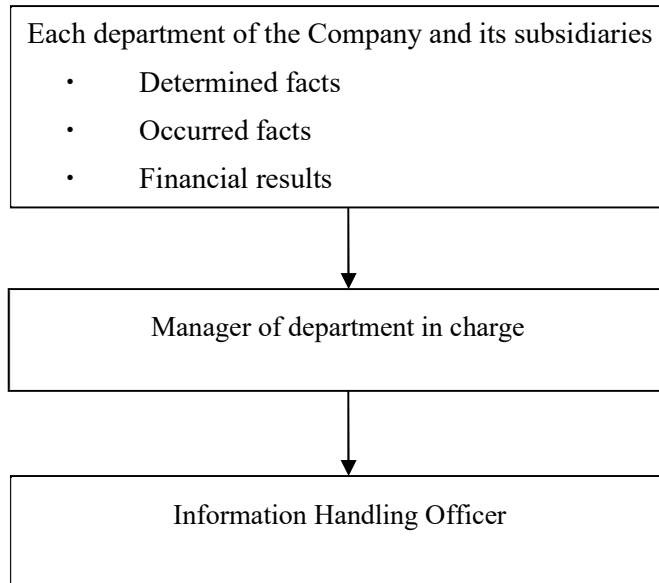 Each department of the Company and its subsidiaries
・ Determined facts
・ Occurred facts
・ Financial results
Manager of department in charge
Information Handling Officer